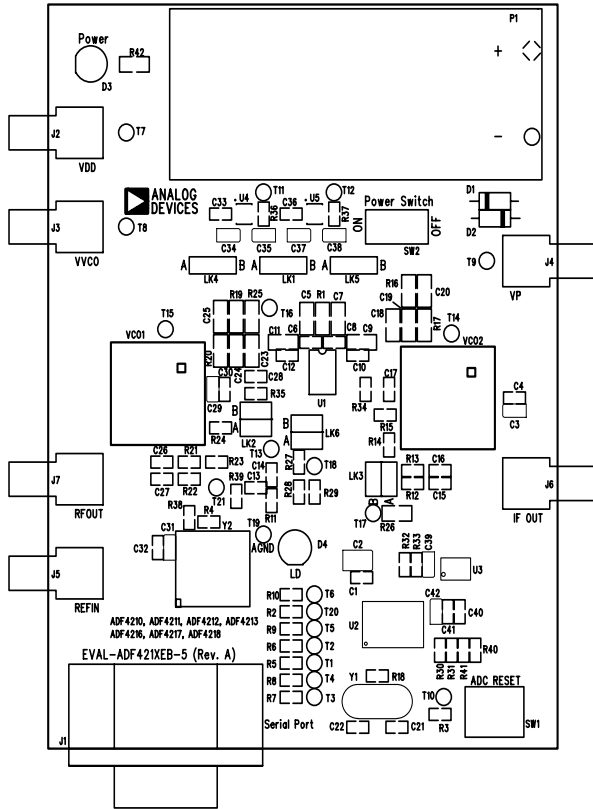 P1
Power
R42
D3
+
-
J2
T7
VDD
ANALOG
DEVICES
J3
T8
VVCO
T11
T12
C33
U4
R36
C36
U5
R37
Power Switch
ON
OFF
SW2
D1
D2
C34
C35
C37
C38
A
B
A
B
A
B
LK4
LK1
LK5
T9
J4
VP
R16
C20
C19
C18
R17
R19
R25
C25
T16
C5
R1
C7
T15
T14
VCO1
VCO2
C11
C6
C8
C9
C12
C10
R20
C24
C23
U1
C30
C28
C29
R35
R34
C17
C4
C3
B
A
R24
LK2
B
A
LK6
R15
R14
T13
C26
R21
R23
C14
R27
T18
LK3
R13
C16
J7
C27
R22
T21
R39
C13
R28
R29
R12
C15
J6
RFOUT
IF OUT
B
A
R11
T17
R26
R38
R4
C31
Y2
T19
AGND
D4
LD
C32
C2
C1
R32
R33
C39
U3
J5
REFIN
R10
T6
R2
T20
R9
T5
R6
T2
R5
T1
R8
T4
R7
T3
U2
C42
C40
C41
R30
R31
R41
R40
ADF4210, ADF4211, ADF4212, ADF4213
ADF4216, ADF4217, ADF4218
EVAL-ADF421XEB-5 (Rev. A)
Y1
R18
T10
ADC RESET
R3
SW1
C22
C21
Serial Port
J1